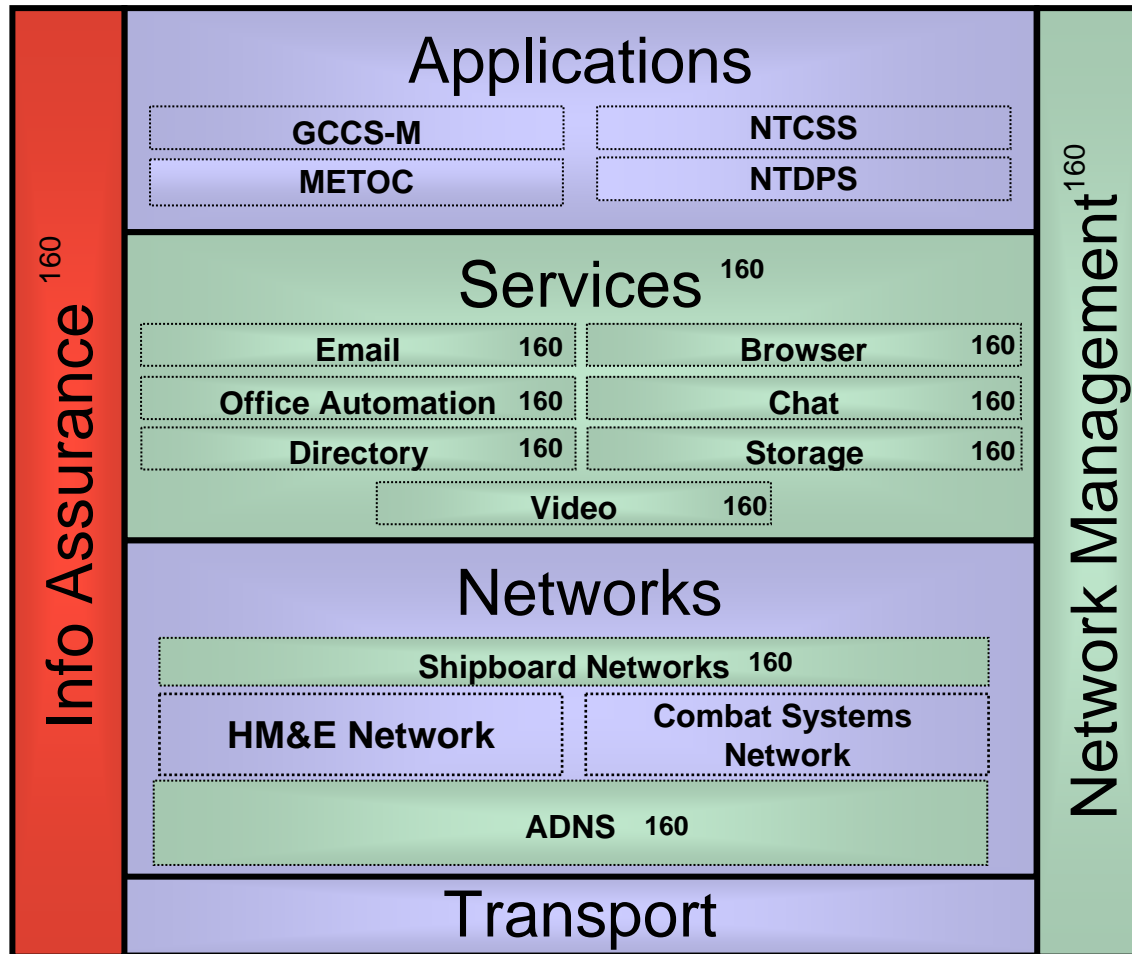 Info Assurance 160
Applications
GCCS-M
NTCSS
METOC
NTDPS
Services 160
Email 160
Browser 160
Office Automation 160
Chat 160
Directory 160
Storage 160
Video 160
Networks
Shipboard Networks 160
HM&E Network
Combat Systems
Network
ADNS 160
Transport
Network Management 160